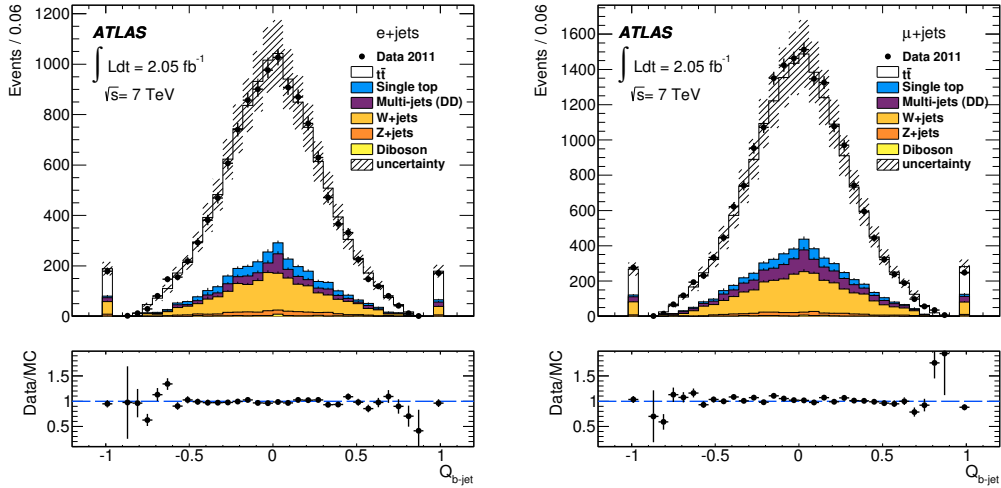 Events / 0.06
1200
1000
800
600
400
200
0
ATLAS
∫ Ldt = 2.05 fb⁻¹
√s= 7 TeV
e+jets
Data 2011
tt̄
Single top
Multi-jets (DD)
W+jets
Z+jets
Diboson
uncertainty
Data/MC
1.5
1
0.5
-1 -0.5 0 0.5 1
Q b-jet
Events / 0.06
1600
1400
1200
1000
800
600
400
200
0
ATLAS
∫ Ldt = 2.05 fb⁻¹
√s= 7 TeV
μ+jets
Data 2011
tt̄
Single top
Multi-jets (DD)
W+jets
Z+jets
Diboson
uncertainty
Data/MC
1.5
1
0.5
-1 -0.5 0 0.5 1
Q b-jet